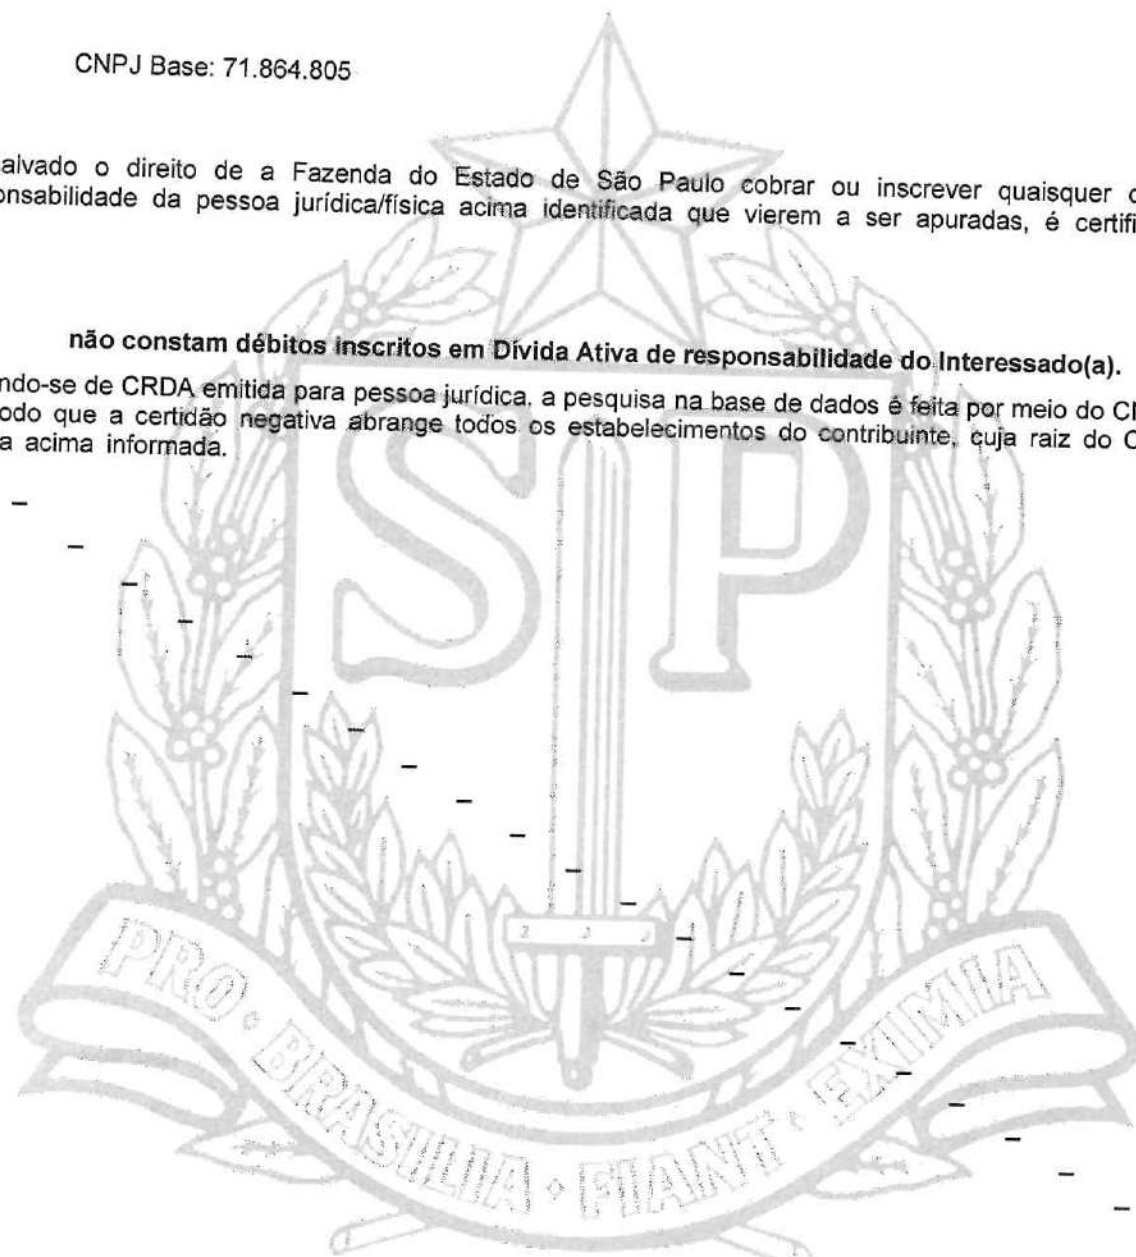 CNPJ Base: 71.864.805
alvado o direito de a Fazenda do Estado de São Paulo cobrar ou inscrever quaisquer
onsabilidade da pessoa jurídica/física acima identificada que vierem a ser apuradas, é certifi
não constam débitos inscritos em Dívida Ativa de responsabilidade do Interessado(a).
ndo-se de CRDA emitida para pessoa jurídica, a pesquisa na base de dados é feita por meio do
odo que a certidão negativa abrange todos os estabelecimentos do contribuinte, cuja raiz do
a acima informada.
SP
PRO · BRASILIA · FIANT · EXIMIA